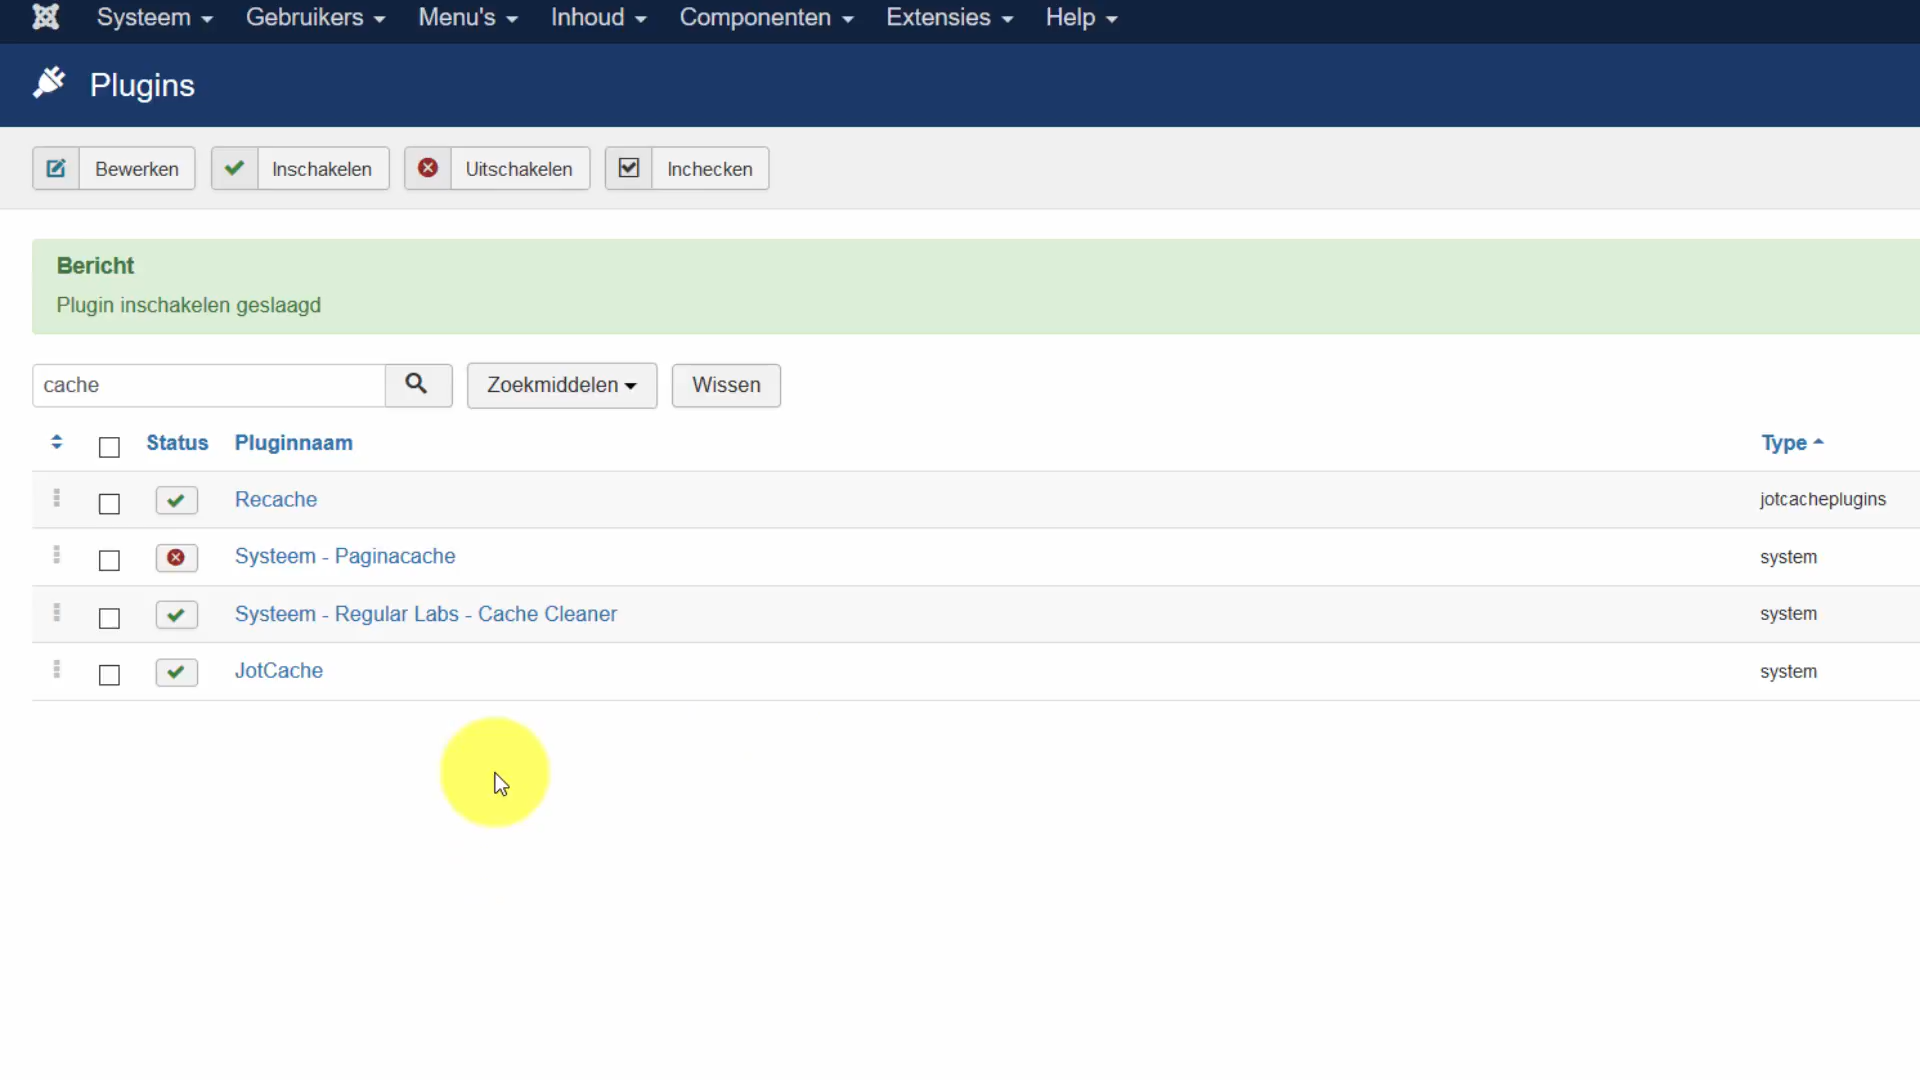 Systeem Gebruikers Menu's Inhoud Componenten Extensies Help
Plugins
Bewerken Inschakelen Uitschakelen Inchecken
Bericht
Plugin inschakelen geslaagd
cache Zoekmiddelen Wissen
Status Pluginnaam Type
Recache jotcacheplugins
Systeem - Paginacache system
Systeem - Regular Labs - Cache Cleaner system
JotCache system